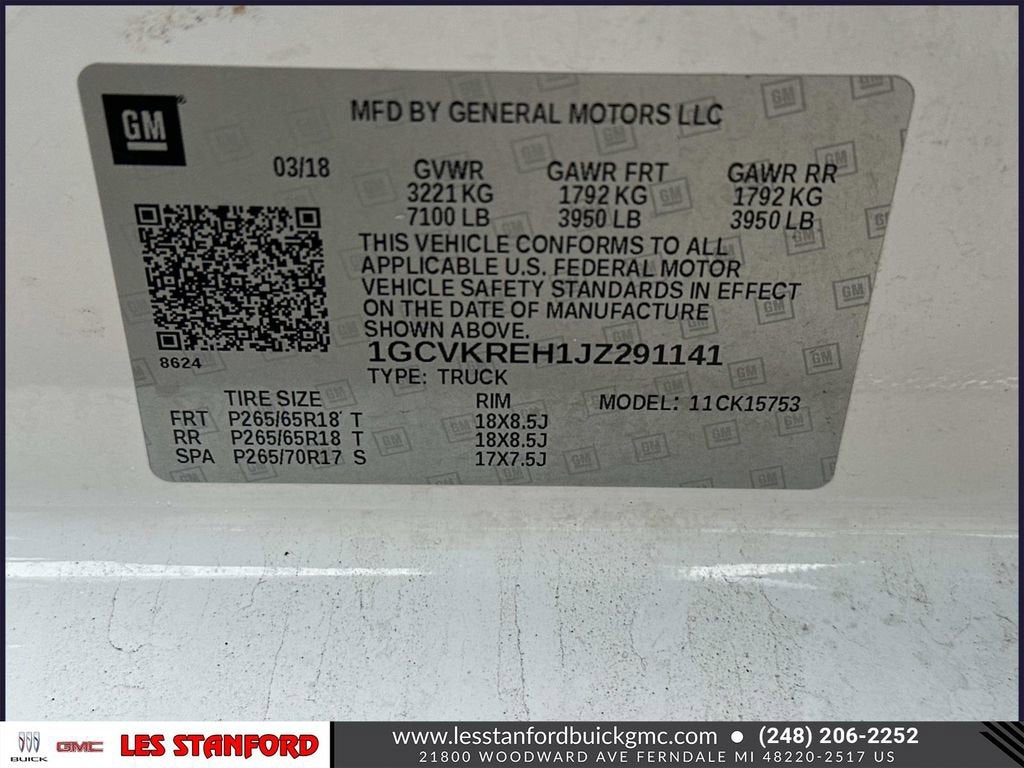 GM
MFD BY GENERAL MOTORS LLC
03/18
GVWR GAWR FRT GAWR RR
3221 KG 1792 KG 1792 KG
7100 LB 3950 LB 3950 LB
THIS VEHICLE CONFORMS TO ALL
APPLICABLE U.S. FEDERAL MOTOR
VEHICLE SAFETY STANDARDS IN EFFECT
ON THE DATE OF MANUFACTURE
SHOWN ABOVE.
8624
1GCVKREH1JZ291141
TYPE: TRUCK
TIRE SIZE RIM MODEL: 11CK15753
FRT P265/65R18 T 18X8.5J
RR P265/65R18 T 18X8.5J
SPA P265/70R17 S 17X7.5J
BUICK GMC LES STANFORD
www.lesstanfordbuickgmc.com • (248) 206-2252
21800 WOODWARD AVE FERNDALE MI 48220-2517 US